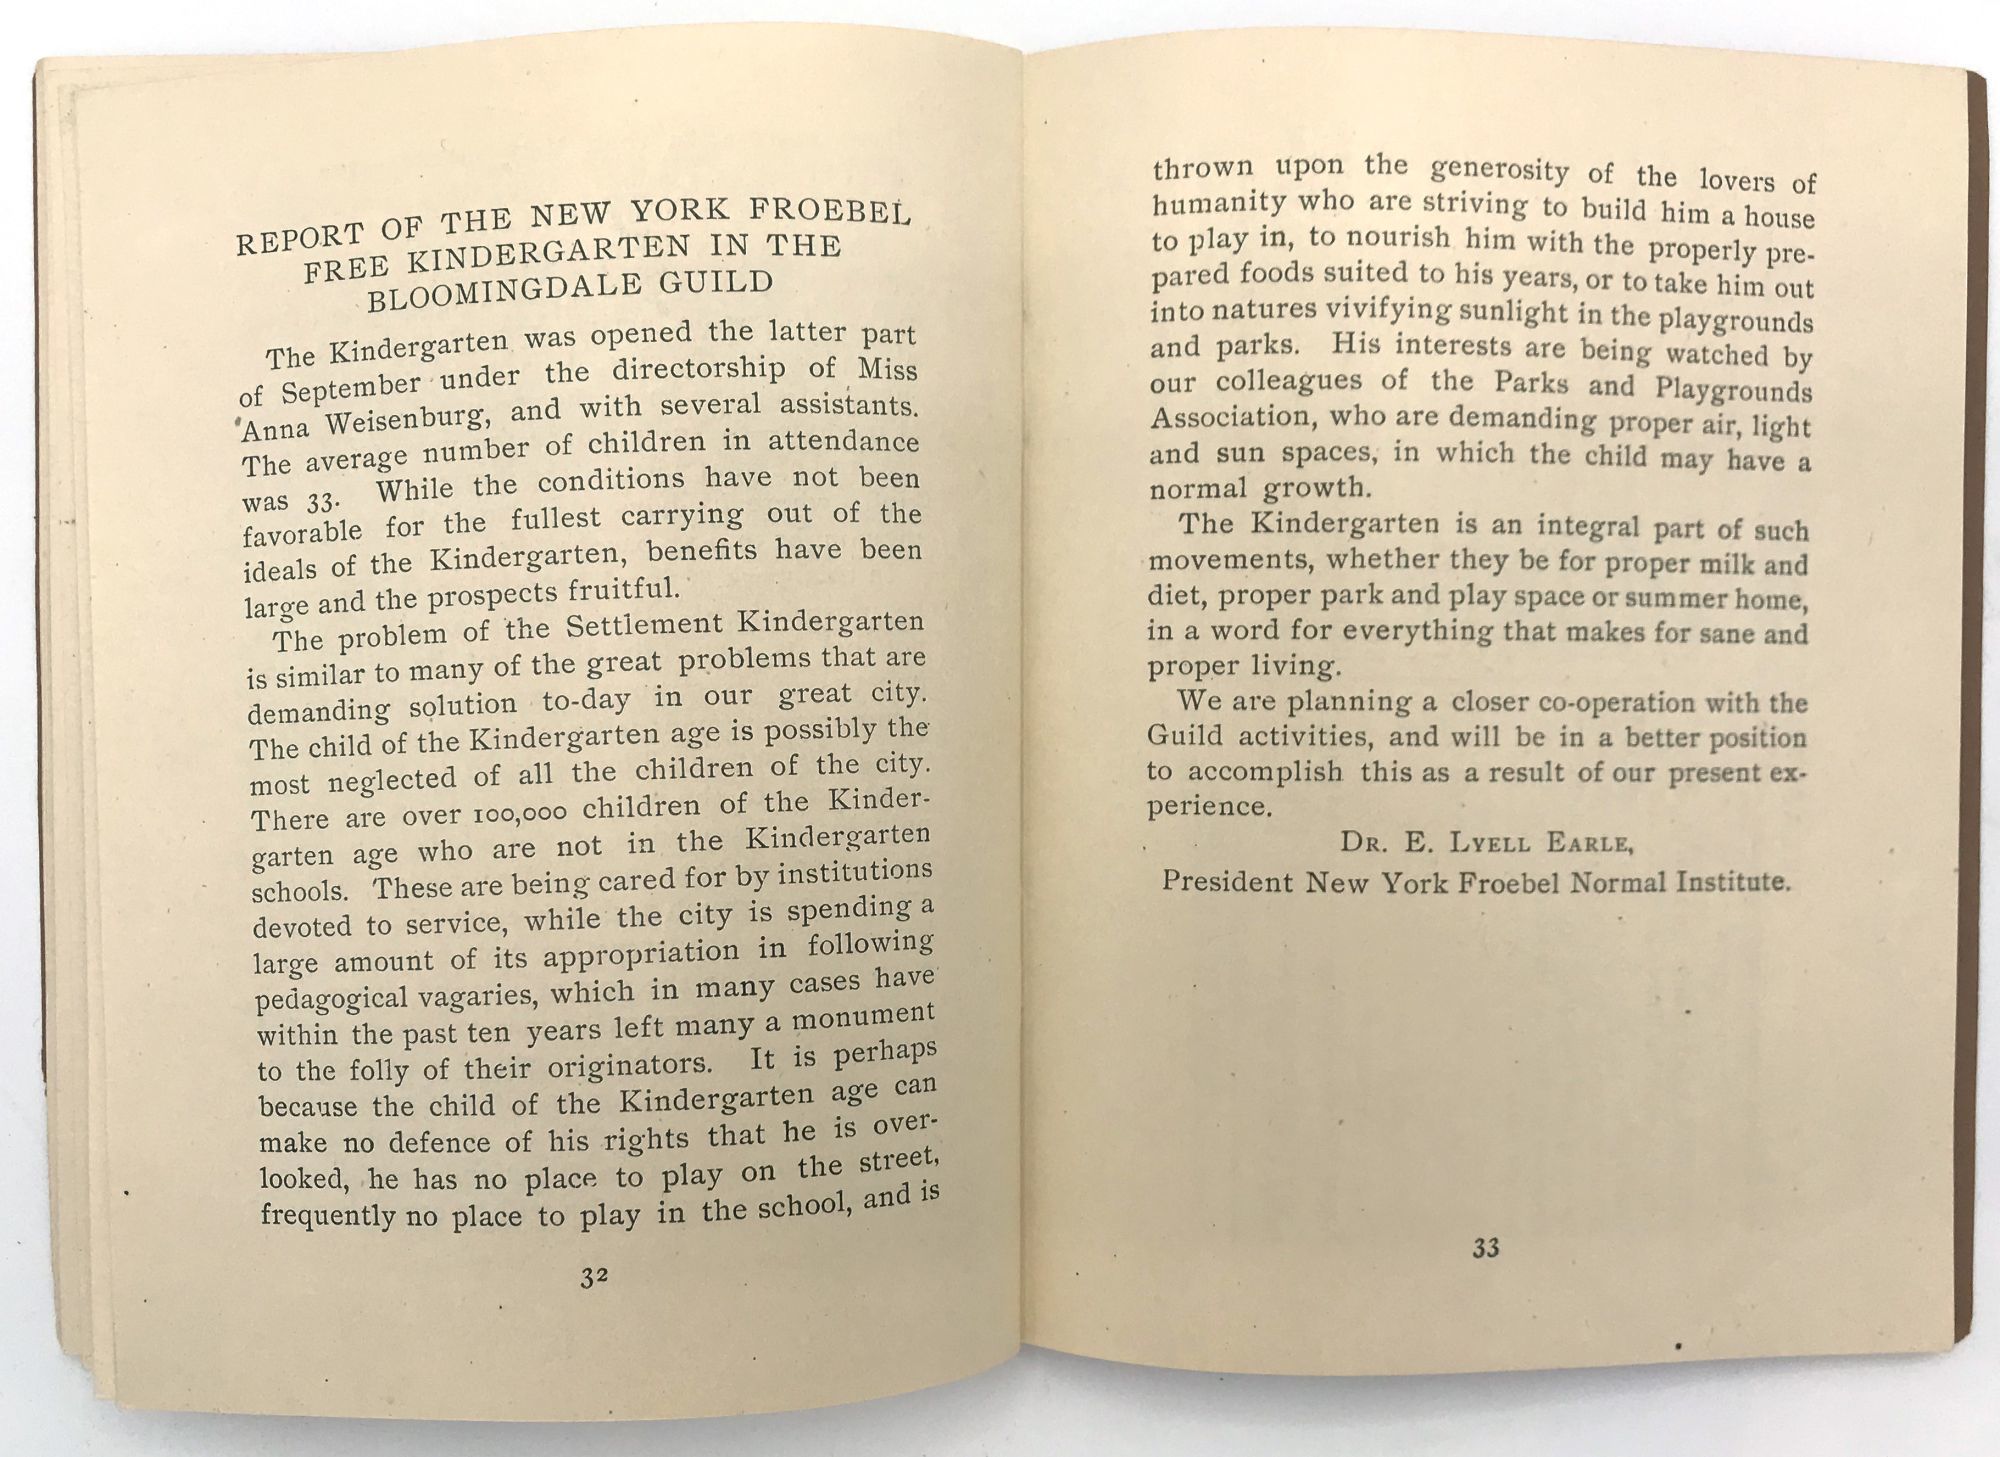 REPORT OF THE NEW YORK FROEBEL
FREE KINDERGARTEN IN THE
BLOOMINGDALE GUILD
The Kindergarten was opened the latter part
of September under the directorship of Miss
Anna Weisenburg, and with several assistants.
The average number of children in attendance
was 33. While the conditions have not been
favorable for the fullest carrying out of the
ideals of the Kindergarten, benefits have been
large and the prospects fruitful.
The problem of the Settlement Kindergarten
is similar to many of the great problems that are
demanding solution to-day in our great city.
The child of the Kindergarten age is possibly the
most neglected of all the children of the city.
There are over 100,000 children of the Kinder-
garten age who are not in the Kindergarten
schools. These are being cared for by institutions
devoted to service, while the city is spending a
large amount of its appropriation in following
pedagogical vagaries, which in many cases have
within the past ten years left many a monument
to the folly of their originators. It is perhaps
because the child of the Kindergarten age can
make no defence of his rights that he is over-
looked, he has no place to play on the street,
frequently no place to play in the school, and is
32
thrown upon the generosity of the lovers of
humanity who are striving to build him a house
to play in, to nourish him with the properly pre-
pared foods suited to his years, or to take him out
into natures vivifying sunlight in the playgrounds
and parks. His interests are being watched by
our colleagues of the Parks and Playgrounds
Association, who are demanding proper air, light
and sun spaces, in which the child may have a
normal growth.
The Kindergarten is an integral part of such
movements, whether they be for proper milk and
diet, proper park and play space or summer home,
in a word for everything that makes for sane and
proper living.
We are planning a closer co-operation with the
Guild activities, and will be in a better position
to accomplish this as a result of our present ex-
perience.
DR. E. LYELL EARLE,
President New York Froebel Normal Institute.
33